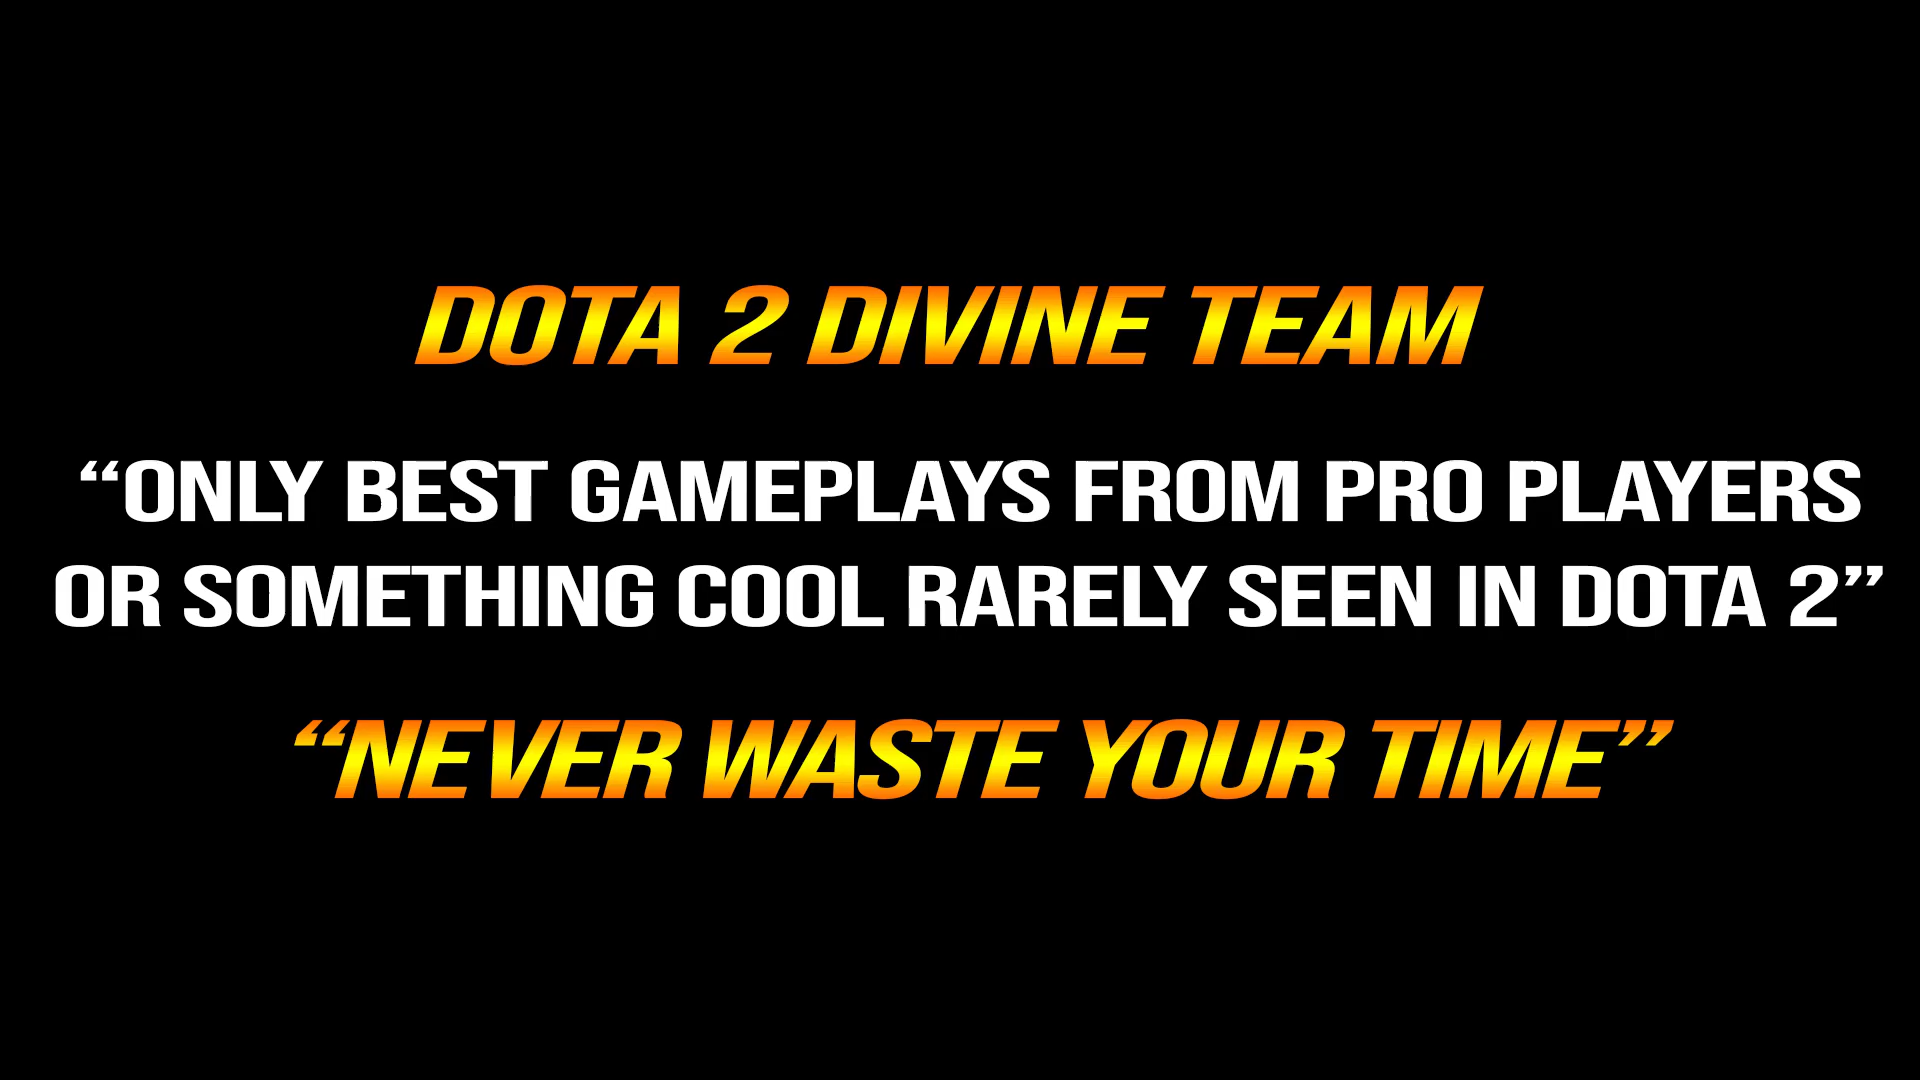 DOTA 2 DIVINE TEAM
“ONLY BEST GAMEPLAYS FROM PRO PLAYERS
OR SOMETHING COOL RARELY SEEN IN DOTA 2”
“NEVER WASTE YOUR TIME”